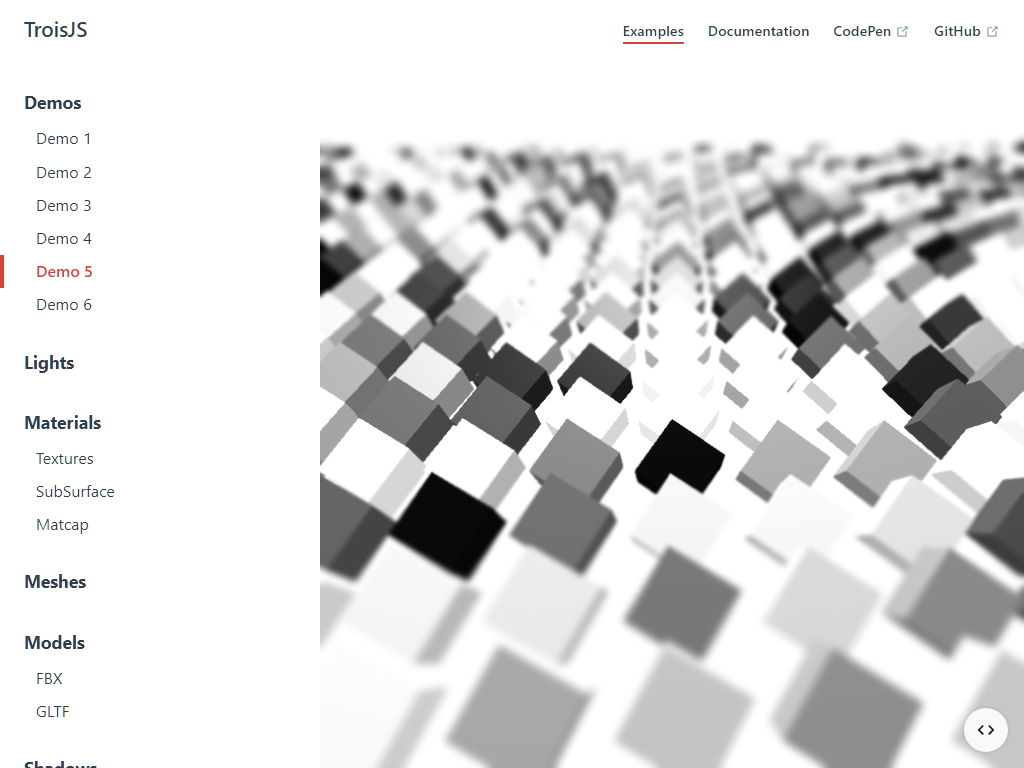 TroisJS
Examples
Documentation
CodePen
GitHub
Demos
Demo 1
Demo 2
Demo 3
Demo 4
Demo 5
Demo 6
Lights
Materials
Textures
SubSurface
Matcap
Meshes
Models
FBX
GLTF
Shadows